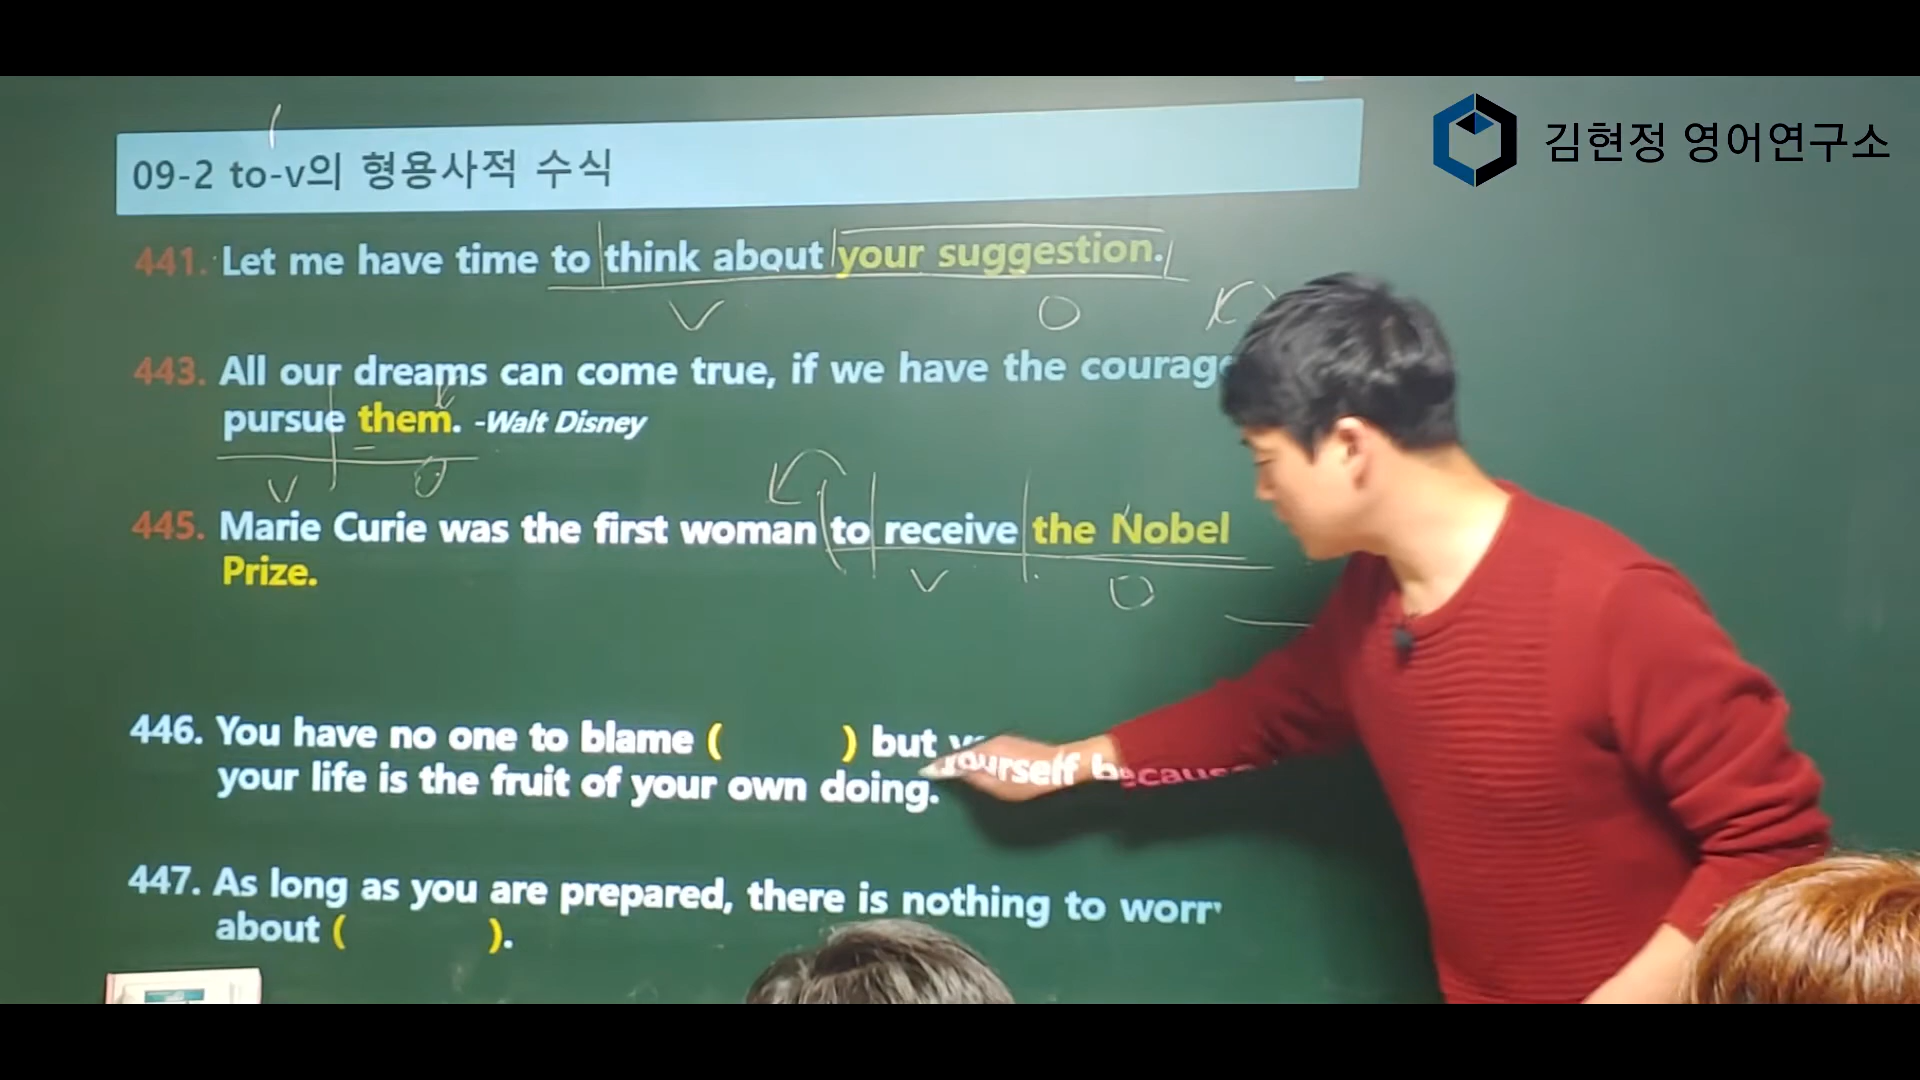 김현정 영어연구소
09-2 to-v의 형용사적 수식
441. Let me have time to think about your suggestion.
V O
443. All our dreams can come true, if we have the courage
pursue them. -Walt Disney
V O
445. Marie Curie was the first woman to receive the Nobel
Prize.
V O
446. You have no one to blame ( ) but yourself because
your life is the fruit of your own doing.
447. As long as you are prepared, there is nothing to
about ( ).